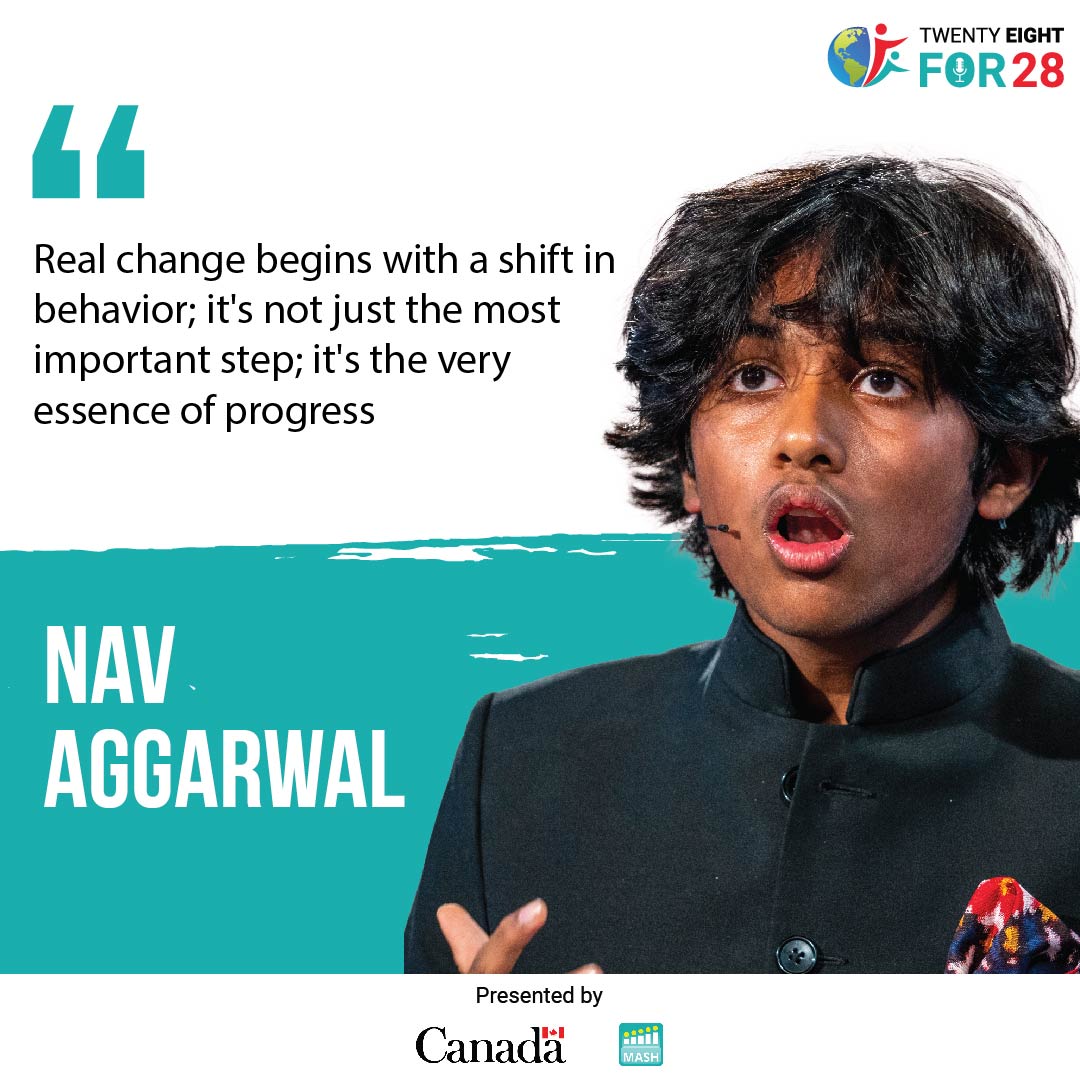 TWENTY EIGHT
FOR 28
Real change begins with a shift in
behavior; it's not just the most
important step; it's the very
essence of progress
NAV
AGGARWAL
Presented by
Canada
MASH